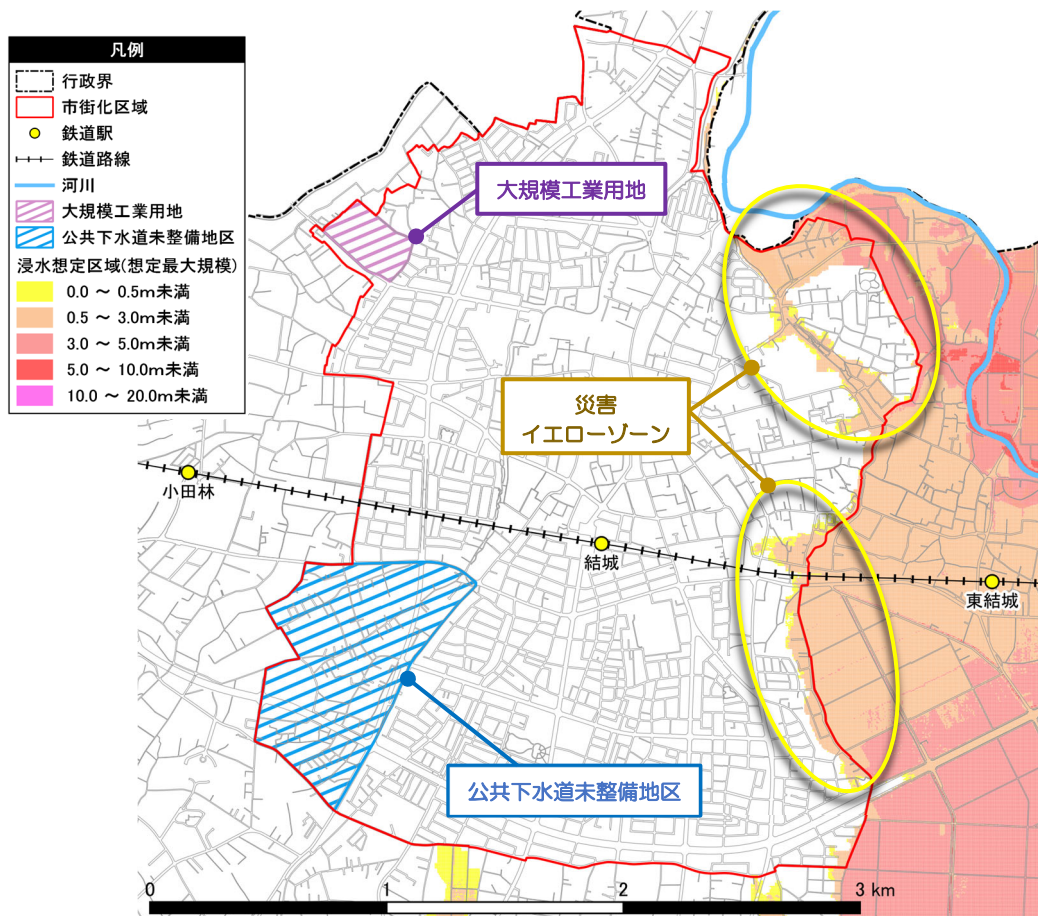 凡例
行政界
市街化区域
鉄道駅
鉄道路線
河川
大規模工業用地
公共下水道未整備地区
浸水想定区域(想定最大規模)
0.0 ～ 0.5m未満
0.5 ～ 3.0m未満
3.0 ～ 5.0m未満
5.0 ～ 10.0m未満
10.0 ～ 20.0m未満
大規模工業用地
災害
イエローゾーン
小田林
結城
東結城
公共下水道未整備地区
0 1 2 3 km